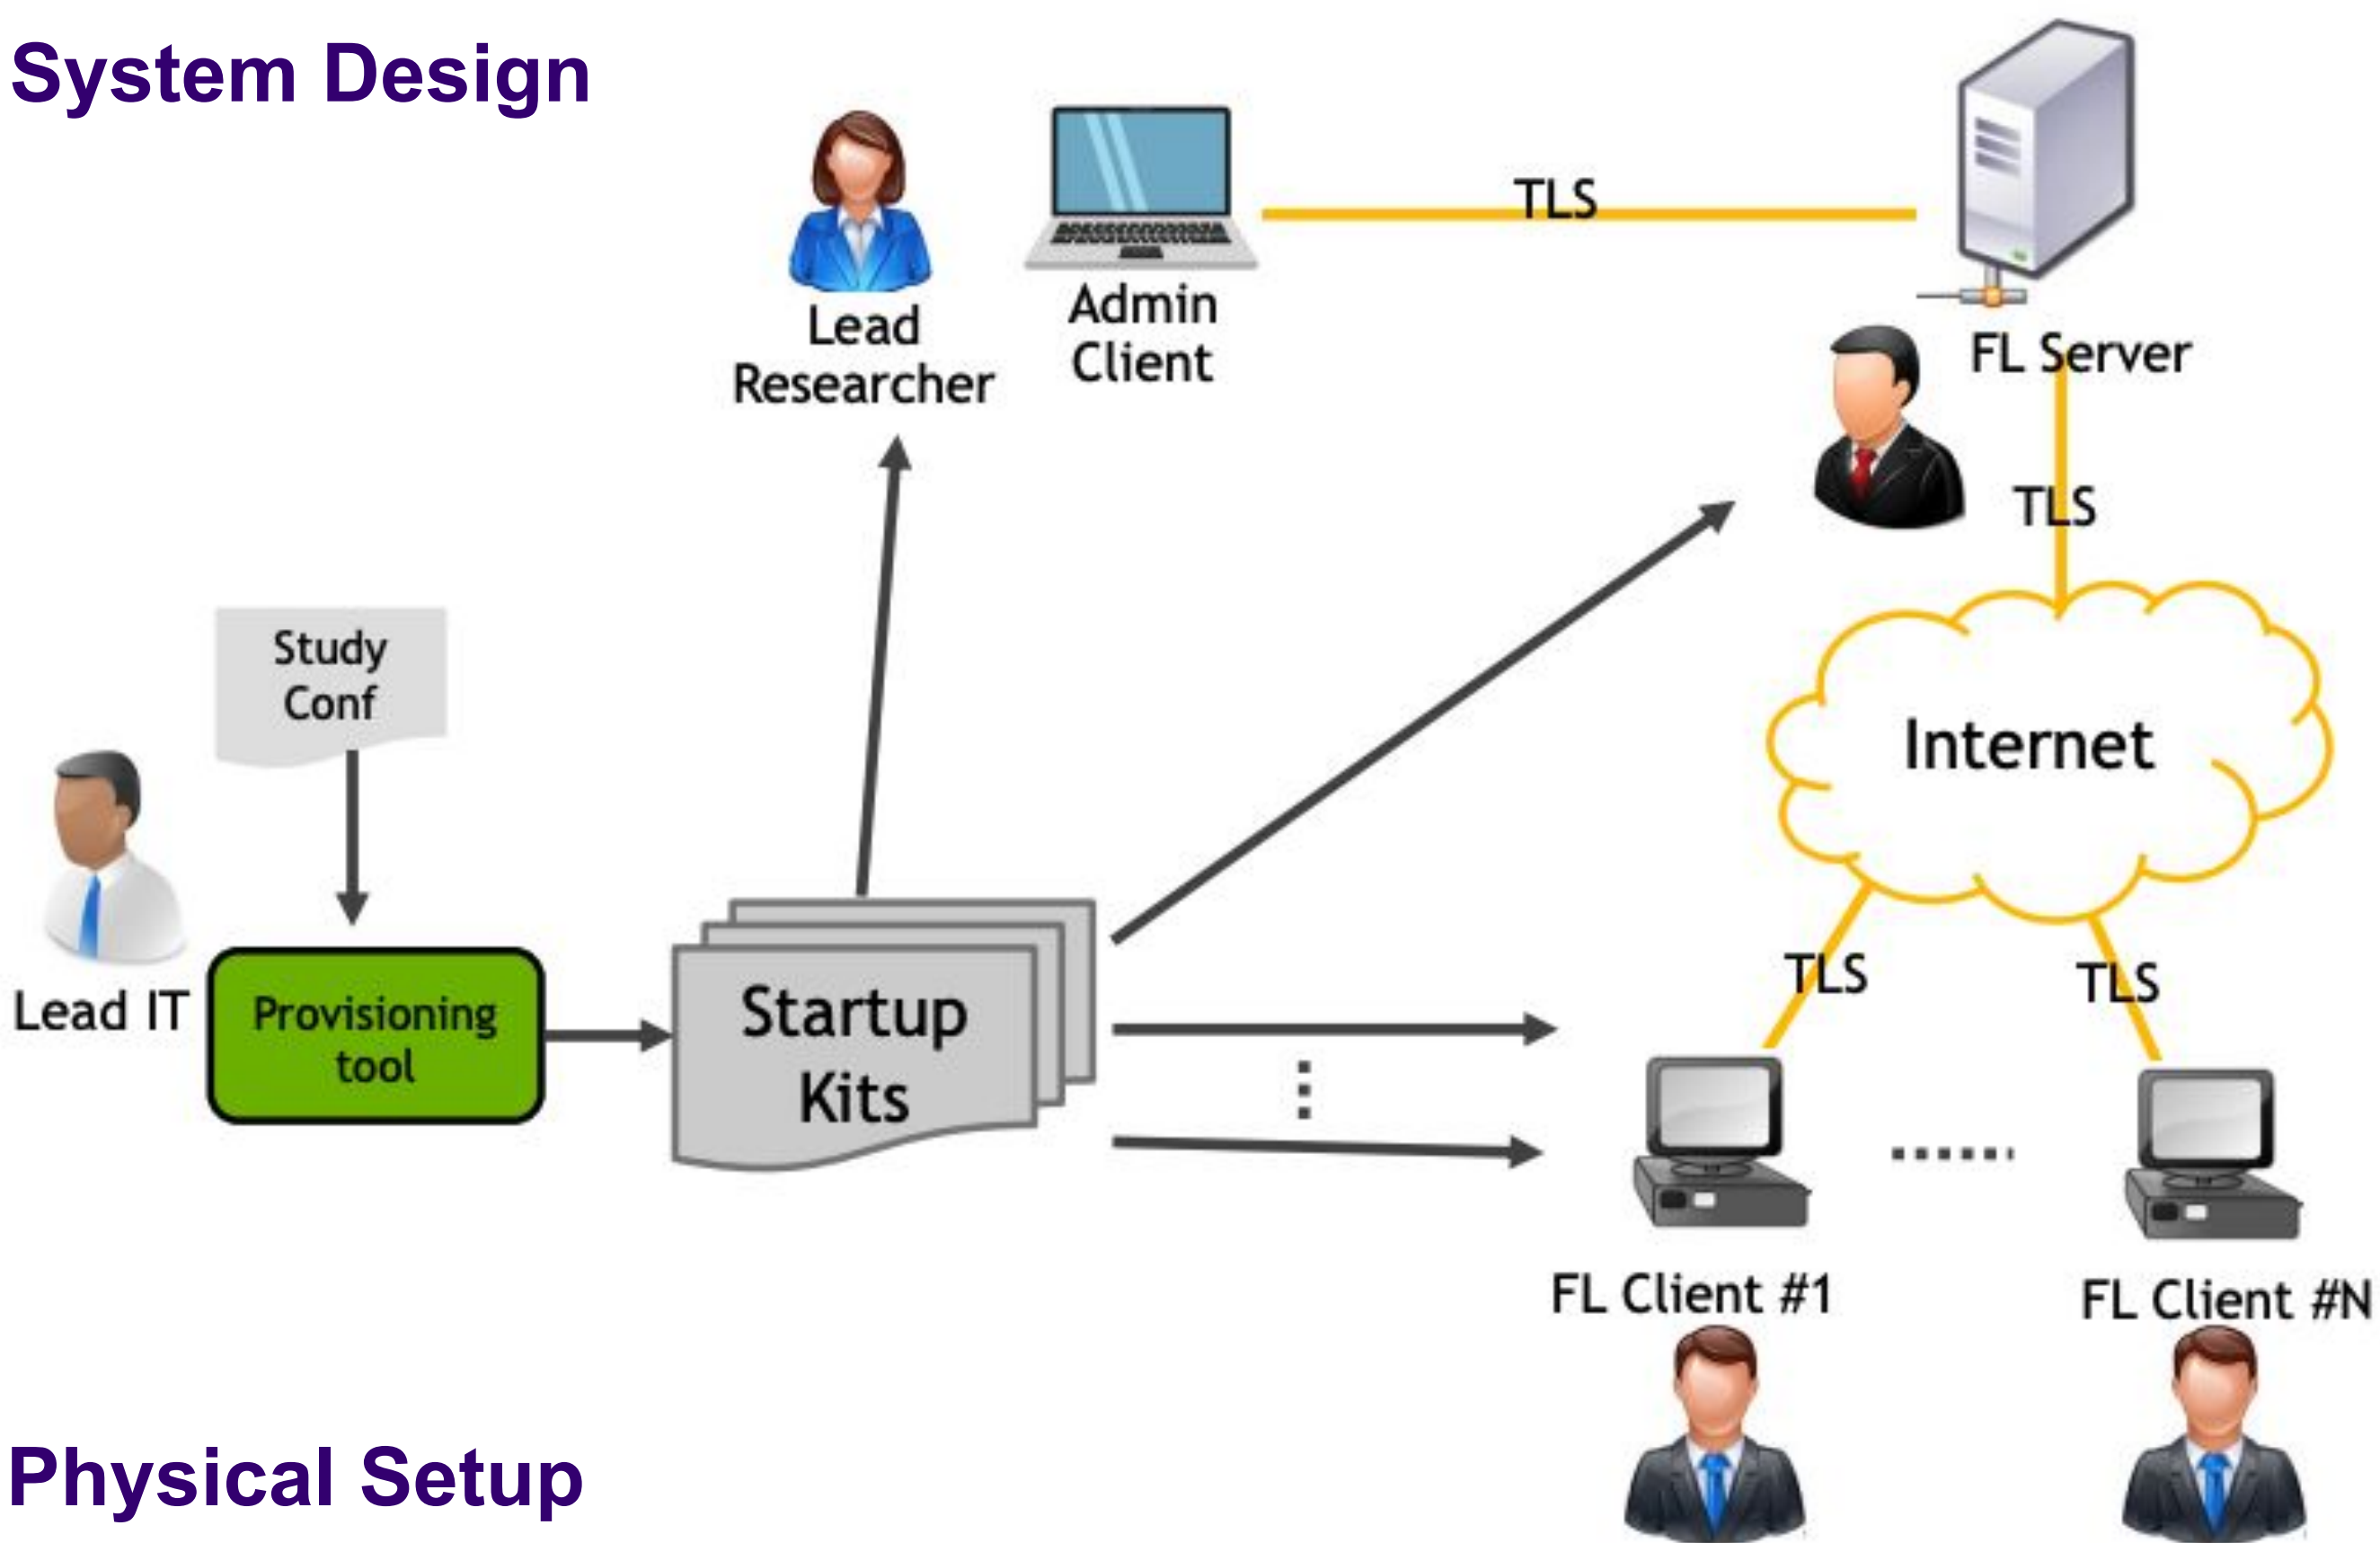 System Design
TLS
Lead
Researcher
Admin
Client
FL Server
TLS
Study
Conf
Internet
Lead IT
Provisioning
tool
Startup
Kits
TLS
TLS
FL Client #1
FL Client #N
Physical Setup